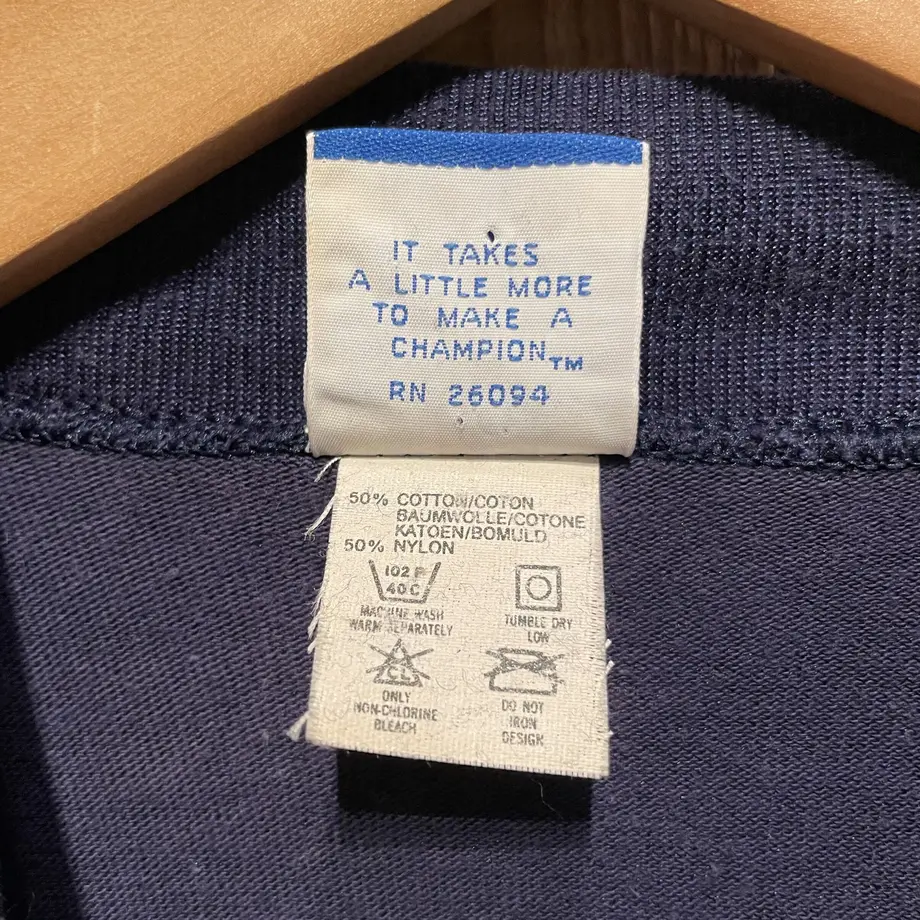 IT TAKES
A LITTLE MORE
TO MAKE A
CHAMPION™
RN 26094
50% COTTON/COTON
BAUMWOLLE/COTONE
KATOEN/BOMULD
50% NYLON
102 F
40 C
MACHINE WASH
WARM SEPARATELY
TUMBLE DRY
LOW
CL
ONLY
NON-CHLORINE
BLEACH
DO NOT
IRON
DESIGN